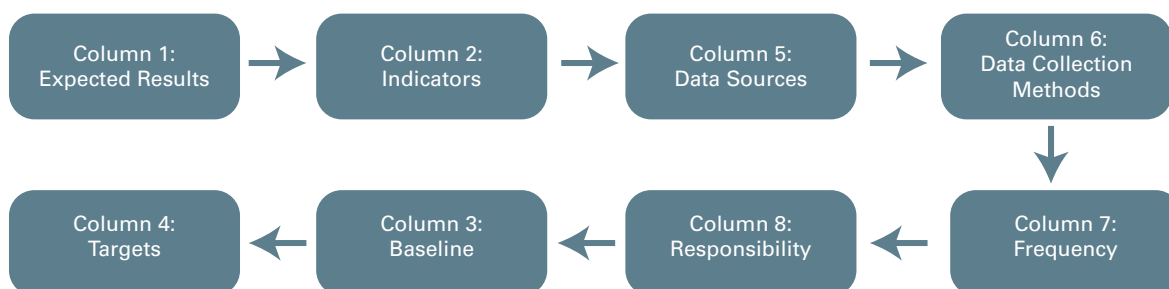 Column 1:
Expected Results
Column 2:
Indicators
Column 5:
Data Sources
Column 6:
Data Collection
Methods
Column 4:
Targets
Column 3:
Baseline
Column 8:
Responsibility
Column 7:
Frequency